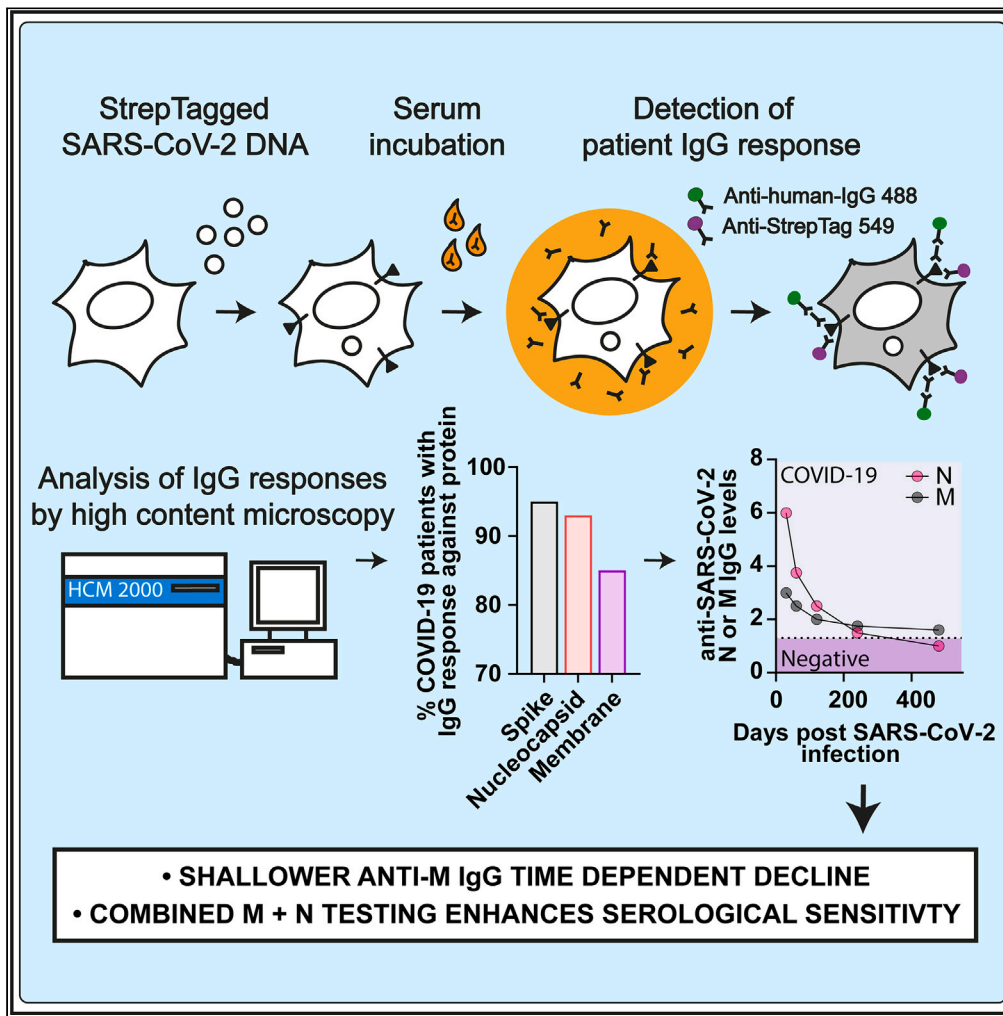 StrepTagged
SARS-CoV-2 DNA
Serum
incubation
Detection of
patient IgG response
Anti-human-IgG 488
Anti-StrepTag 549
Analysis of IgG responses
by high content microscopy
HCM 2000
% COVID-19 patients with
IgG response against protein
100
90
80
70
Spike
Nucleocapsid
Membrane
anti-SARS-CoV-2
N or M IgG levels
8
6
4
2
0
COVID-19
N
M
Negative
0
200
400
Days post SARS-CoV-2
infection
• SHALLOWER ANTI-M IgG TIME DEPENDENT DECLINE
• COMBINED M + N TESTING ENHANCES SEROLOGICAL SENSITIVTY